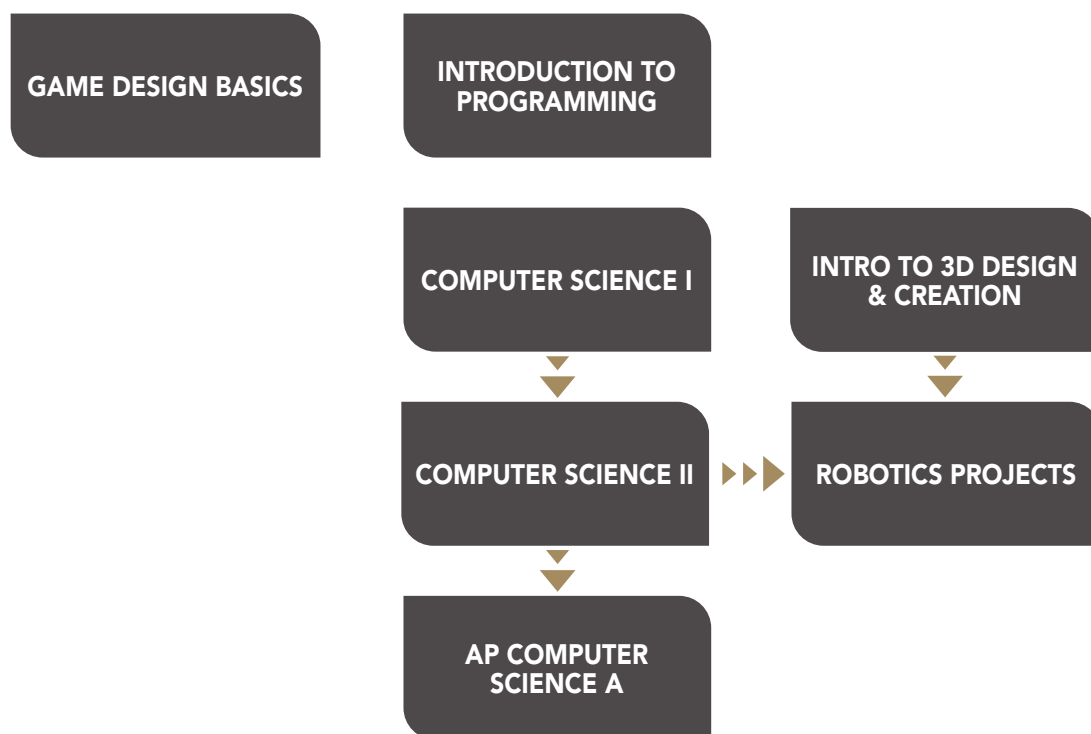 GAME DESIGN BASICS
INTRODUCTION TO
PROGRAMMING
COMPUTER SCIENCE I
INTRO TO 3D DESIGN
& CREATION
COMPUTER SCIENCE II
ROBOTICS PROJECTS
AP COMPUTER
SCIENCE A